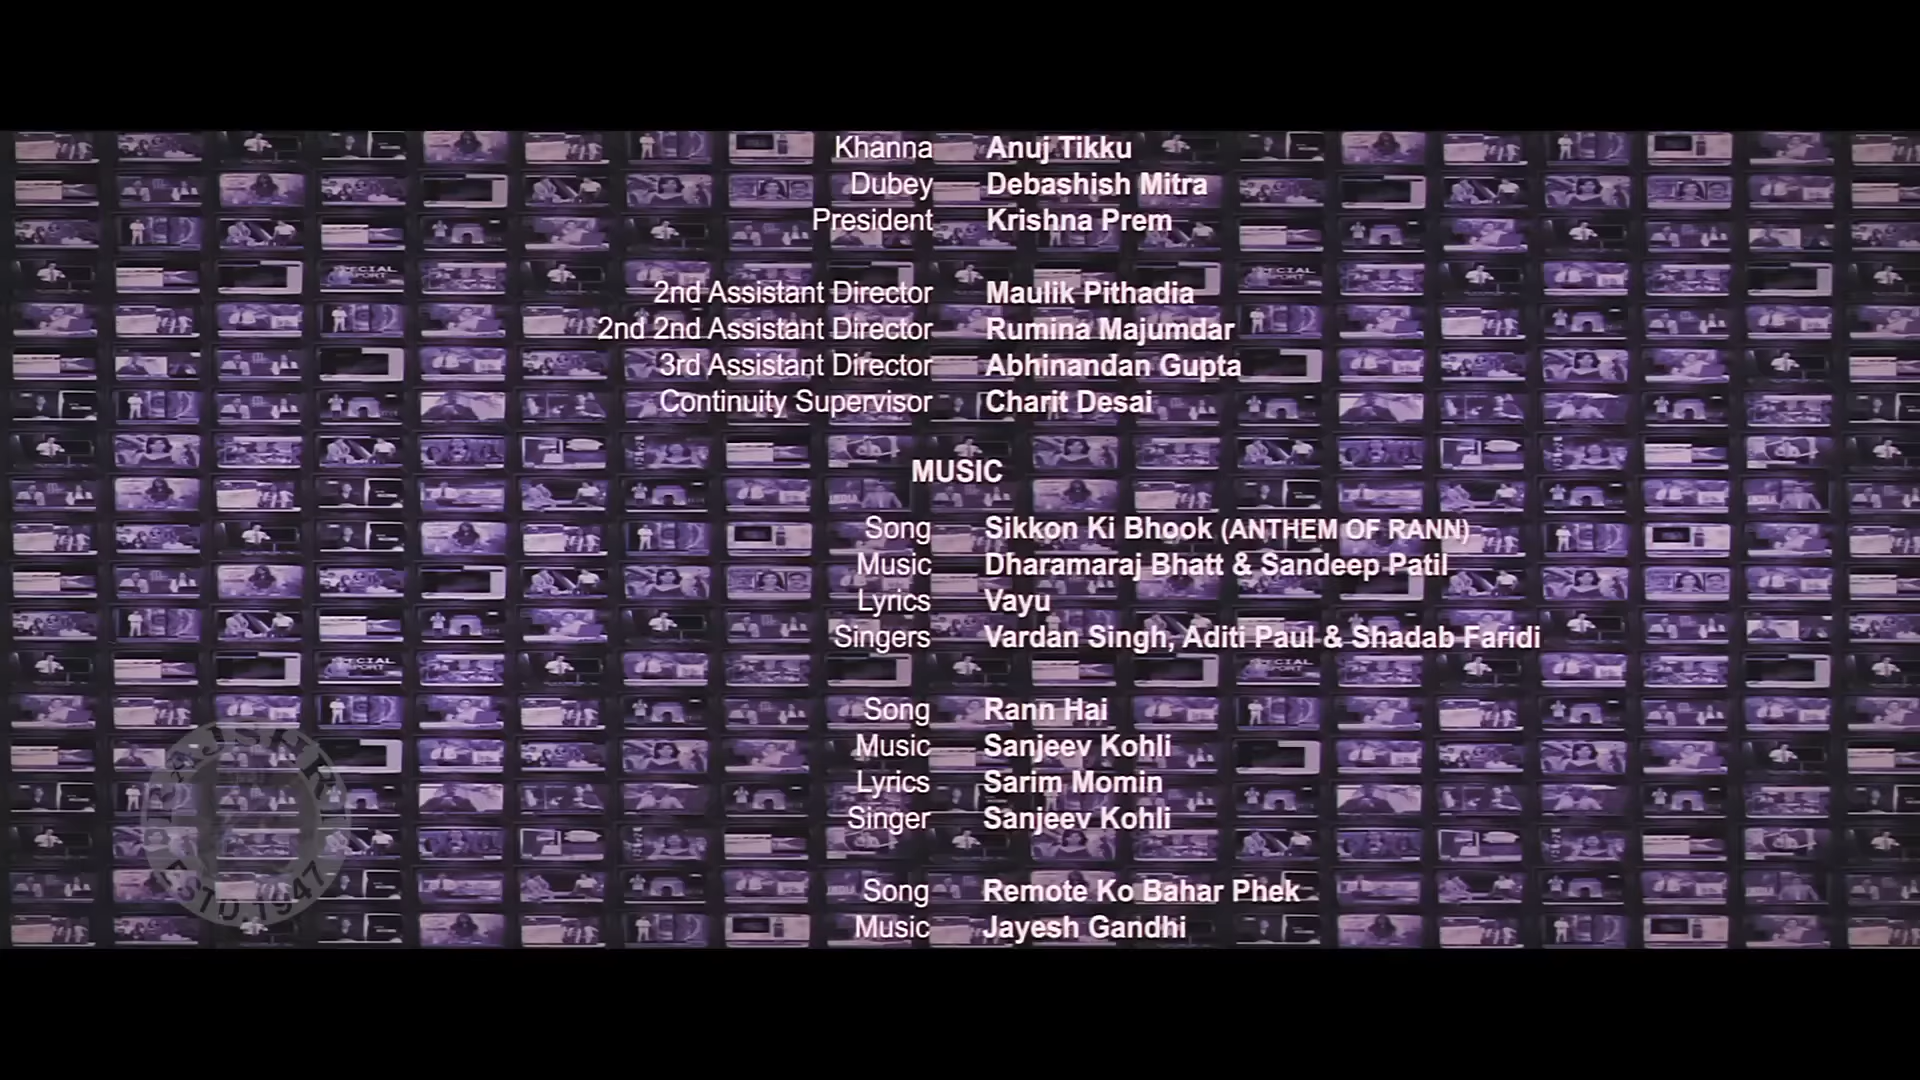 Khanna Anuj Tikku
Dubey Debashish Mitra
President Krishna Prem
2nd Assistant Director Maulik Pithadia
2nd 2nd Assistant Director Rumina Majumdar
3rd Assistant Director Abhinandan Gupta
Continuity Supervisor Charit Desai
MUSIC
Song Sikkon Ki Bhook (ANTHEM OF RANN)
Music Dharamaraj Bhatt & Sandeep Patil
Lyrics Vayu
Singers Vardan Singh, Aditi Paul & Shadab Faridi
Song Rann Hai
Music Sanjeev Kohli
Lyrics Sarim Momin
Singer Sanjeev Kohli
Song Remote Ko Bahar Phek
Music Jayesh Gandhi
RAJSHRI
ESTD. 1947